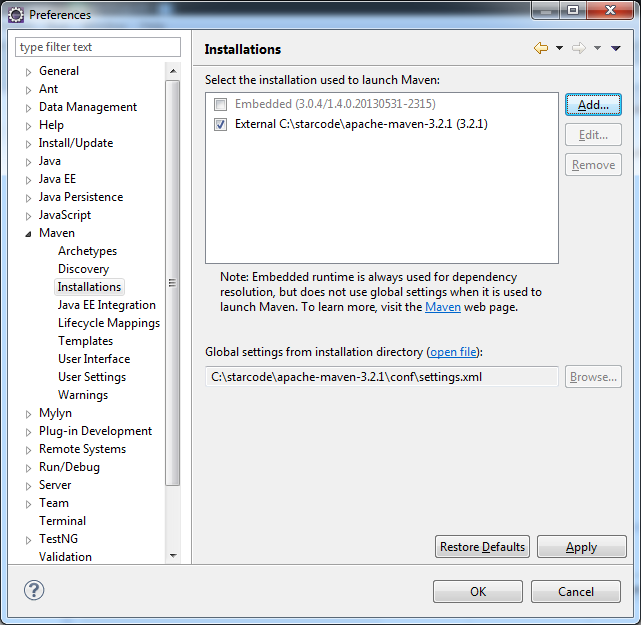 Preferences
type filter text
General
Ant
Data Management
Help
Install/Update
Java
Java EE
Java Persistence
JavaScript
Maven
Archetypes
Discovery
Installations
Java EE Integration
Lifecycle Mappings
Templates
User Interface
User Settings
Warnings
Mylyn
Plug-in Development
Remote Systems
Run/Debug
Server
Team
Terminal
TestNG
Validation
Installations
Select the installation used to launch Maven:
Embedded (3.0.4/1.4.0.20130531-2315)
External C:\starcode\apache-maven-3.2.1 (3.2.1)
Add...
Edit...
Remove
Note: Embedded runtime is always used for dependency
resolution, but does not use global settings when it is used to
launch Maven. To learn more, visit the Maven web page.
Global settings from installation directory (open file):
C:\starcode\apache-maven-3.2.1\conf\settings.xml
Browse...
Restore Defaults
Apply
?
OK
Cancel